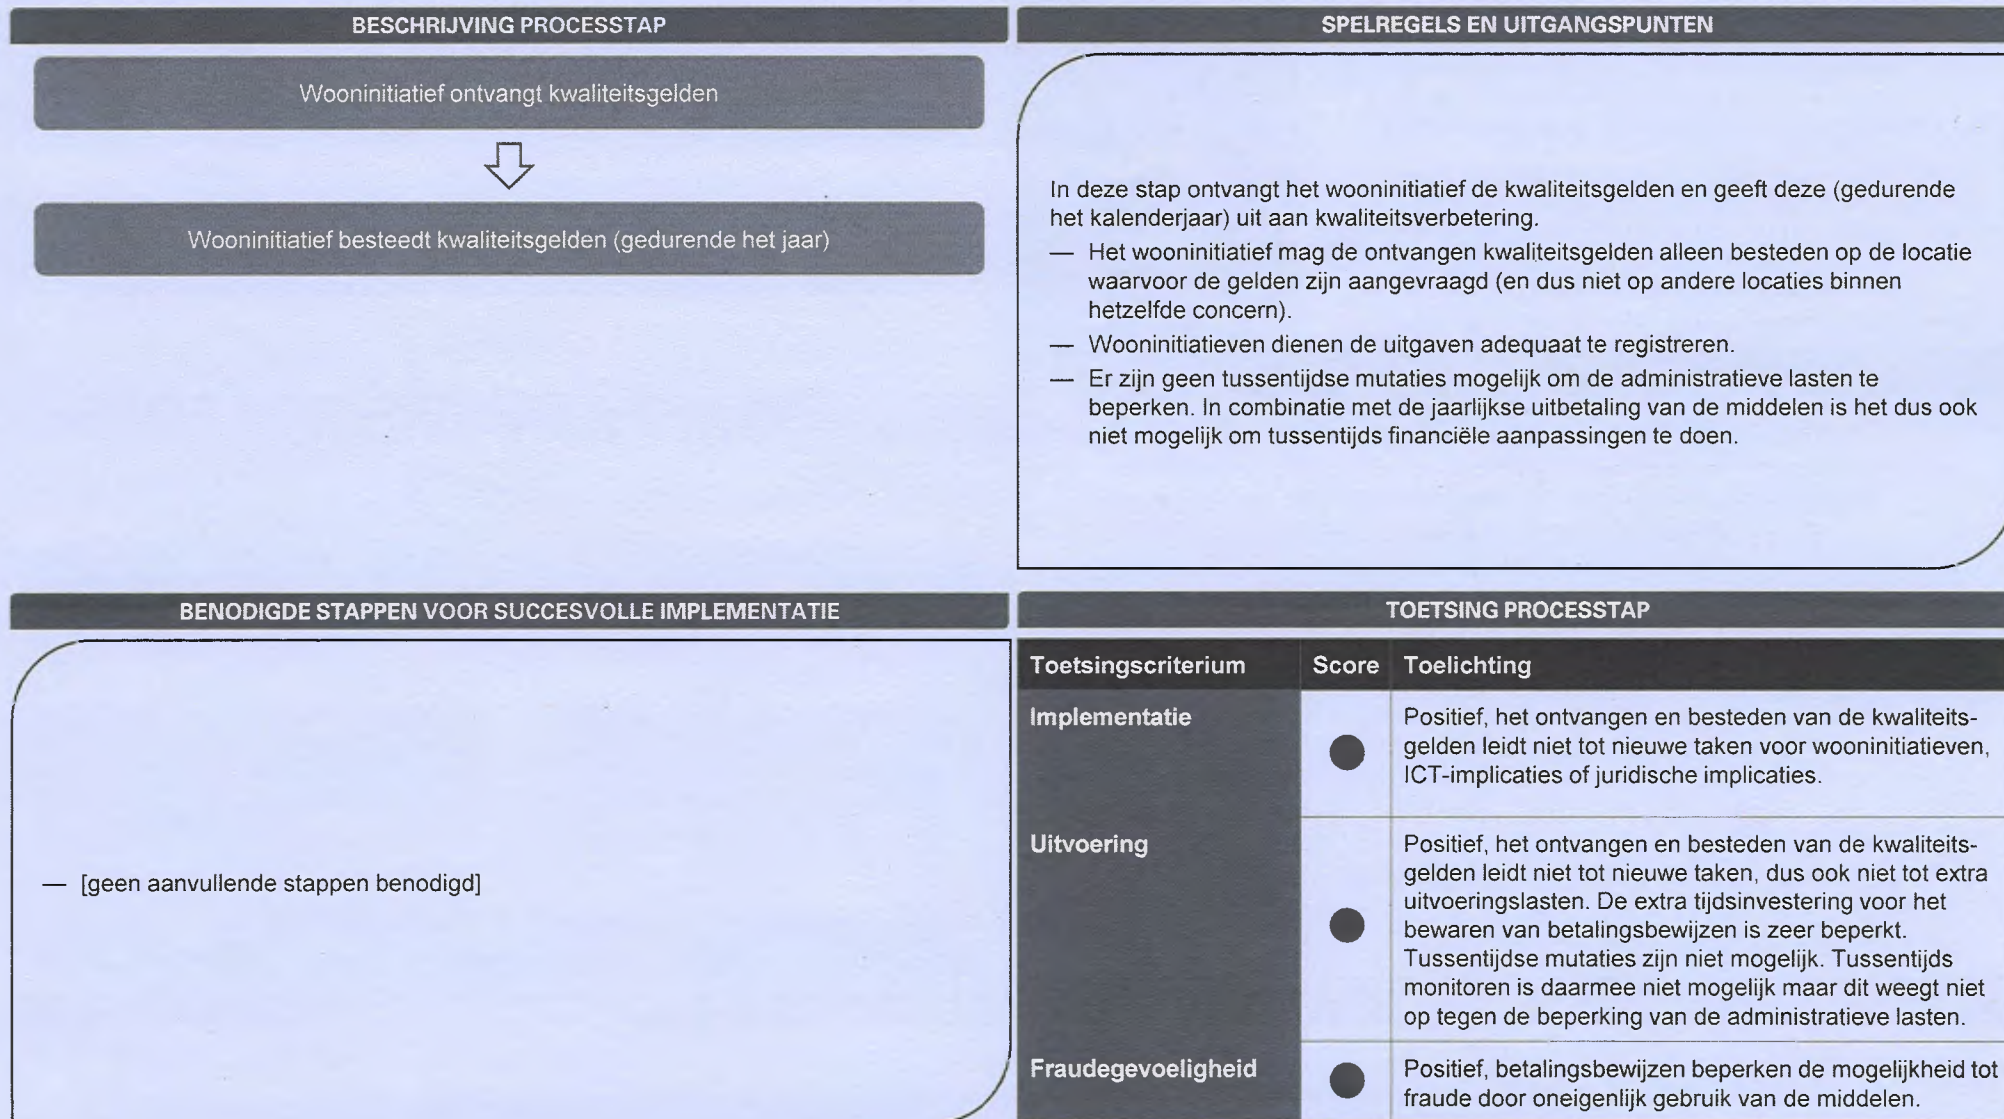 BESCHRIJVING PROCESSTAP
Wooninitiatief ontvangt kwaliteitsgelden
Wooninitiatief besteedt kwaliteitsgelden (gedurende het jaar)
SPELREGELS EN UITGANGSPUNTEN
In deze stap ontvangt het wooninitiatief de kwaliteitsgelden en geeft deze (gedurende
het kalenderjaar) uit aan kwaliteitsverbetering.
— Het wooninitiatief mag de ontvangen kwaliteitsgelden alleen besteden op de locatie
waarvoor de gelden zijn aangevraagd (en dus niet op andere locaties binnen
hetzelfde concern).
— Wooninitiatieven dienen de uitgaven adequaat te registreren.
— Er zijn geen tussentijdse mutaties mogelijk om de administratieve lasten te
beperken. In combinatie met de jaarlijkse uitbetaling van de middelen is het dus ook
niet mogelijk om tussentijds financiële aanpassingen te doen.
BENODIGDE STAPPEN VOOR SUCCESVOLLE IMPLEMENTATIE
— [geen aanvullende stappen benodigd]
TOETSING PROCESSTAP
Toetsingscriterium Score Toelichting
Implementatie
Positief, het ontvangen en besteden van de kwaliteits-
gelden leidt niet tot nieuwe taken voor wooninitiatieven,
ICT-implicaties of juridische implicaties.
Uitvoering
Positief, het ontvangen en besteden van de kwaliteits-
gelden leidt niet tot nieuwe taken, dus ook niet tot extra
uitvoeringslasten. De extra tijdsinvestering voor het
bewaren van betalingsbewijzen is zeer beperkt.
Tussentijdse mutaties zijn niet mogelijk. Tussentijds
monitoren is daarmee niet mogelijk maar dit weegt niet
op tegen de beperking van de administratieve lasten.
Fraudegevoeligheid
Positief, betalingsbewijzen beperken de mogelijkheid tot
fraude door oneigenlijk gebruik van de middelen.